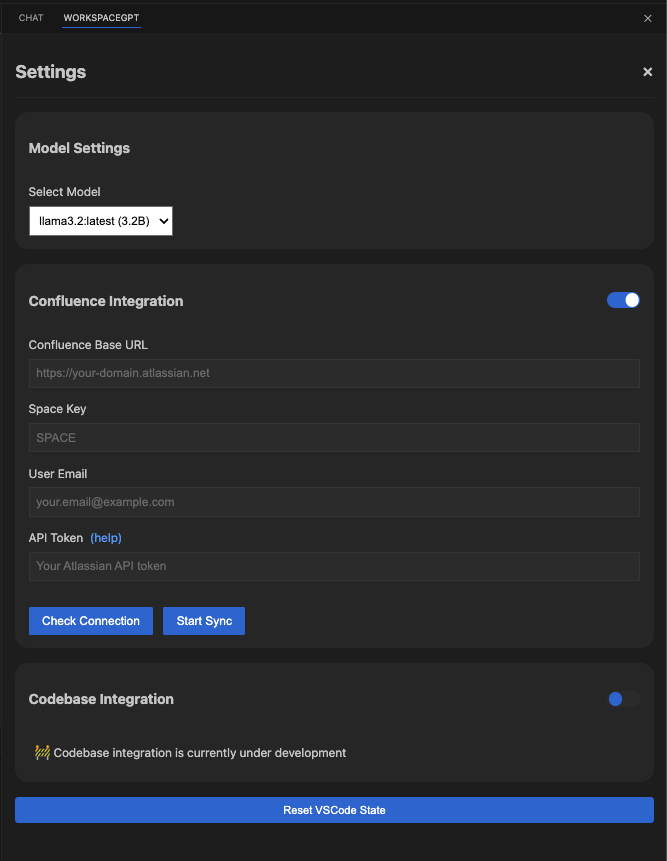 CHAT WORKSPACEGPT
Settings
Model Settings
Select Model
llama3.2:latest (3.2B)
Confluence Integration
Confluence Base URL
https://your-domain.atlassian.net
Space Key
SPACE
User Email
your.email@example.com
API Token (help)
Your Atlassian API token
Check Connection Start Sync
Codebase Integration
🚧 Codebase integration is currently under development
Reset VSCode State